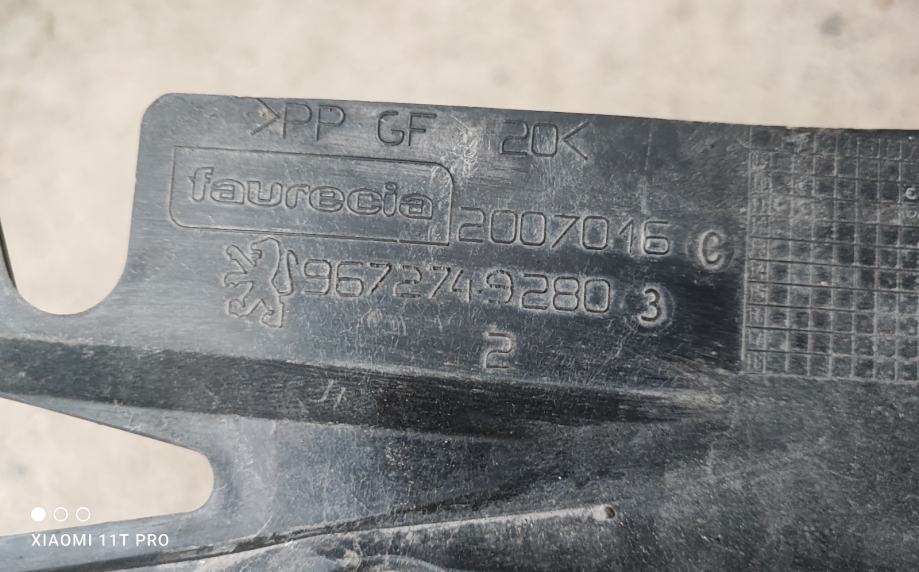 >PP GF 20<
faurecia 2007016 C
9672749280 3
2
XIAOMI 11T PRO